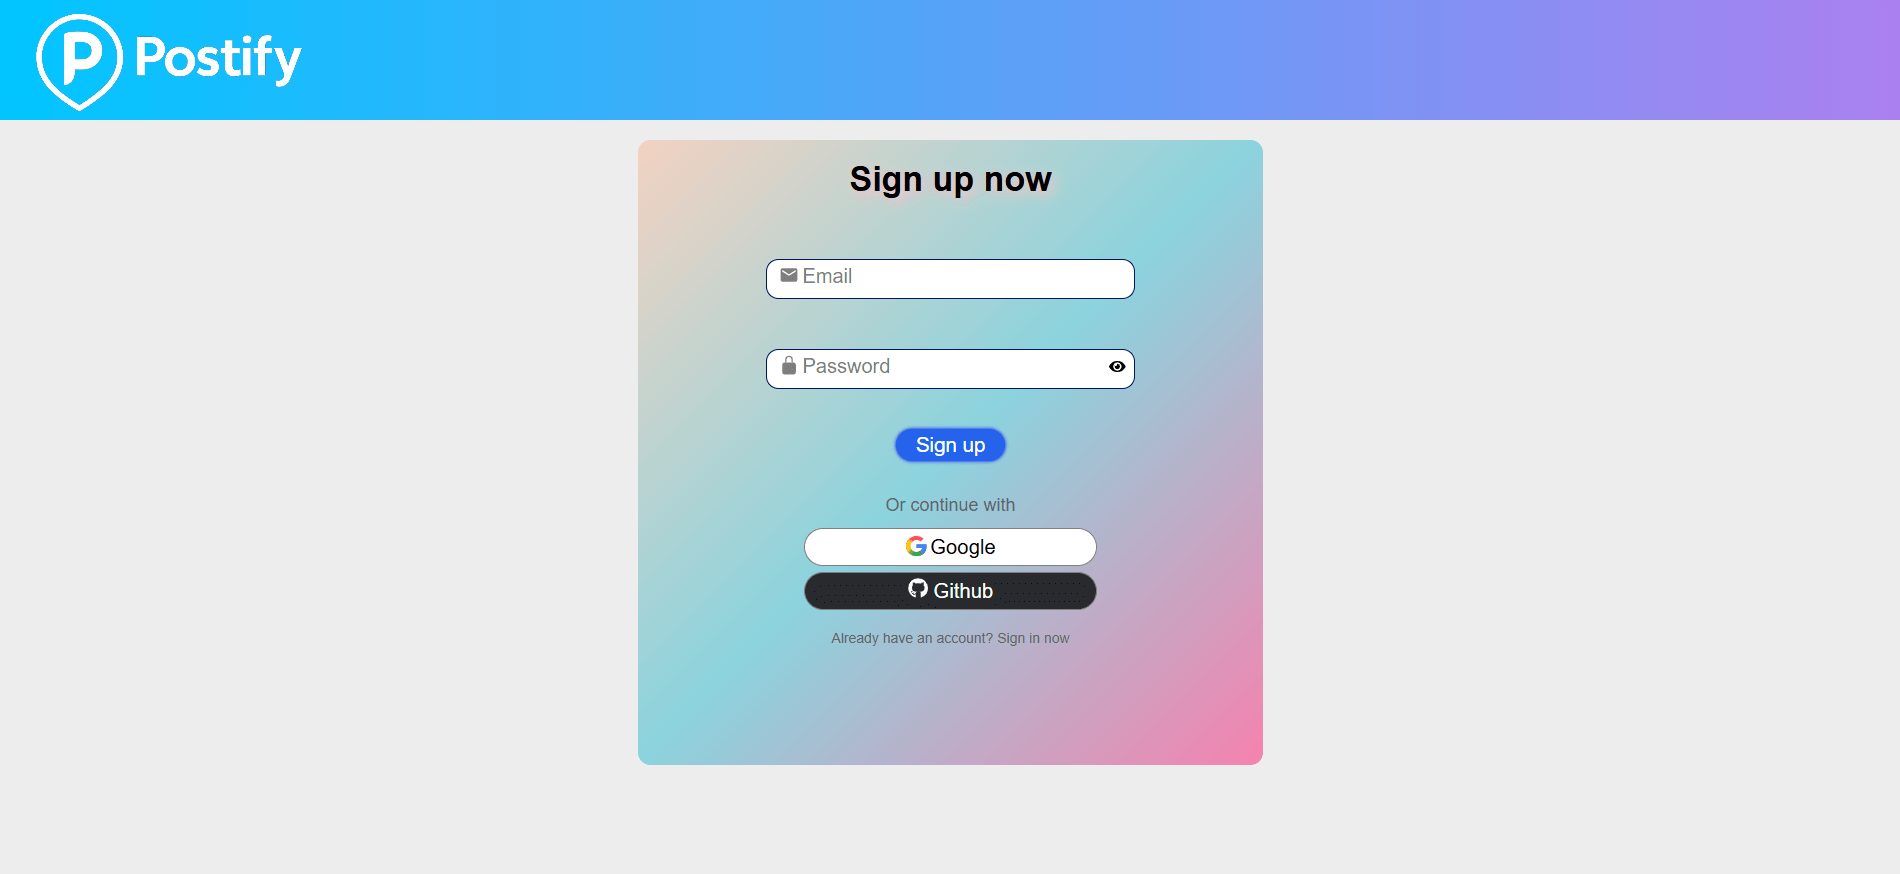 Postify
Sign up now
Email
Password
Sign up
Or continue with
Google
Github
Already have an account? Sign in now